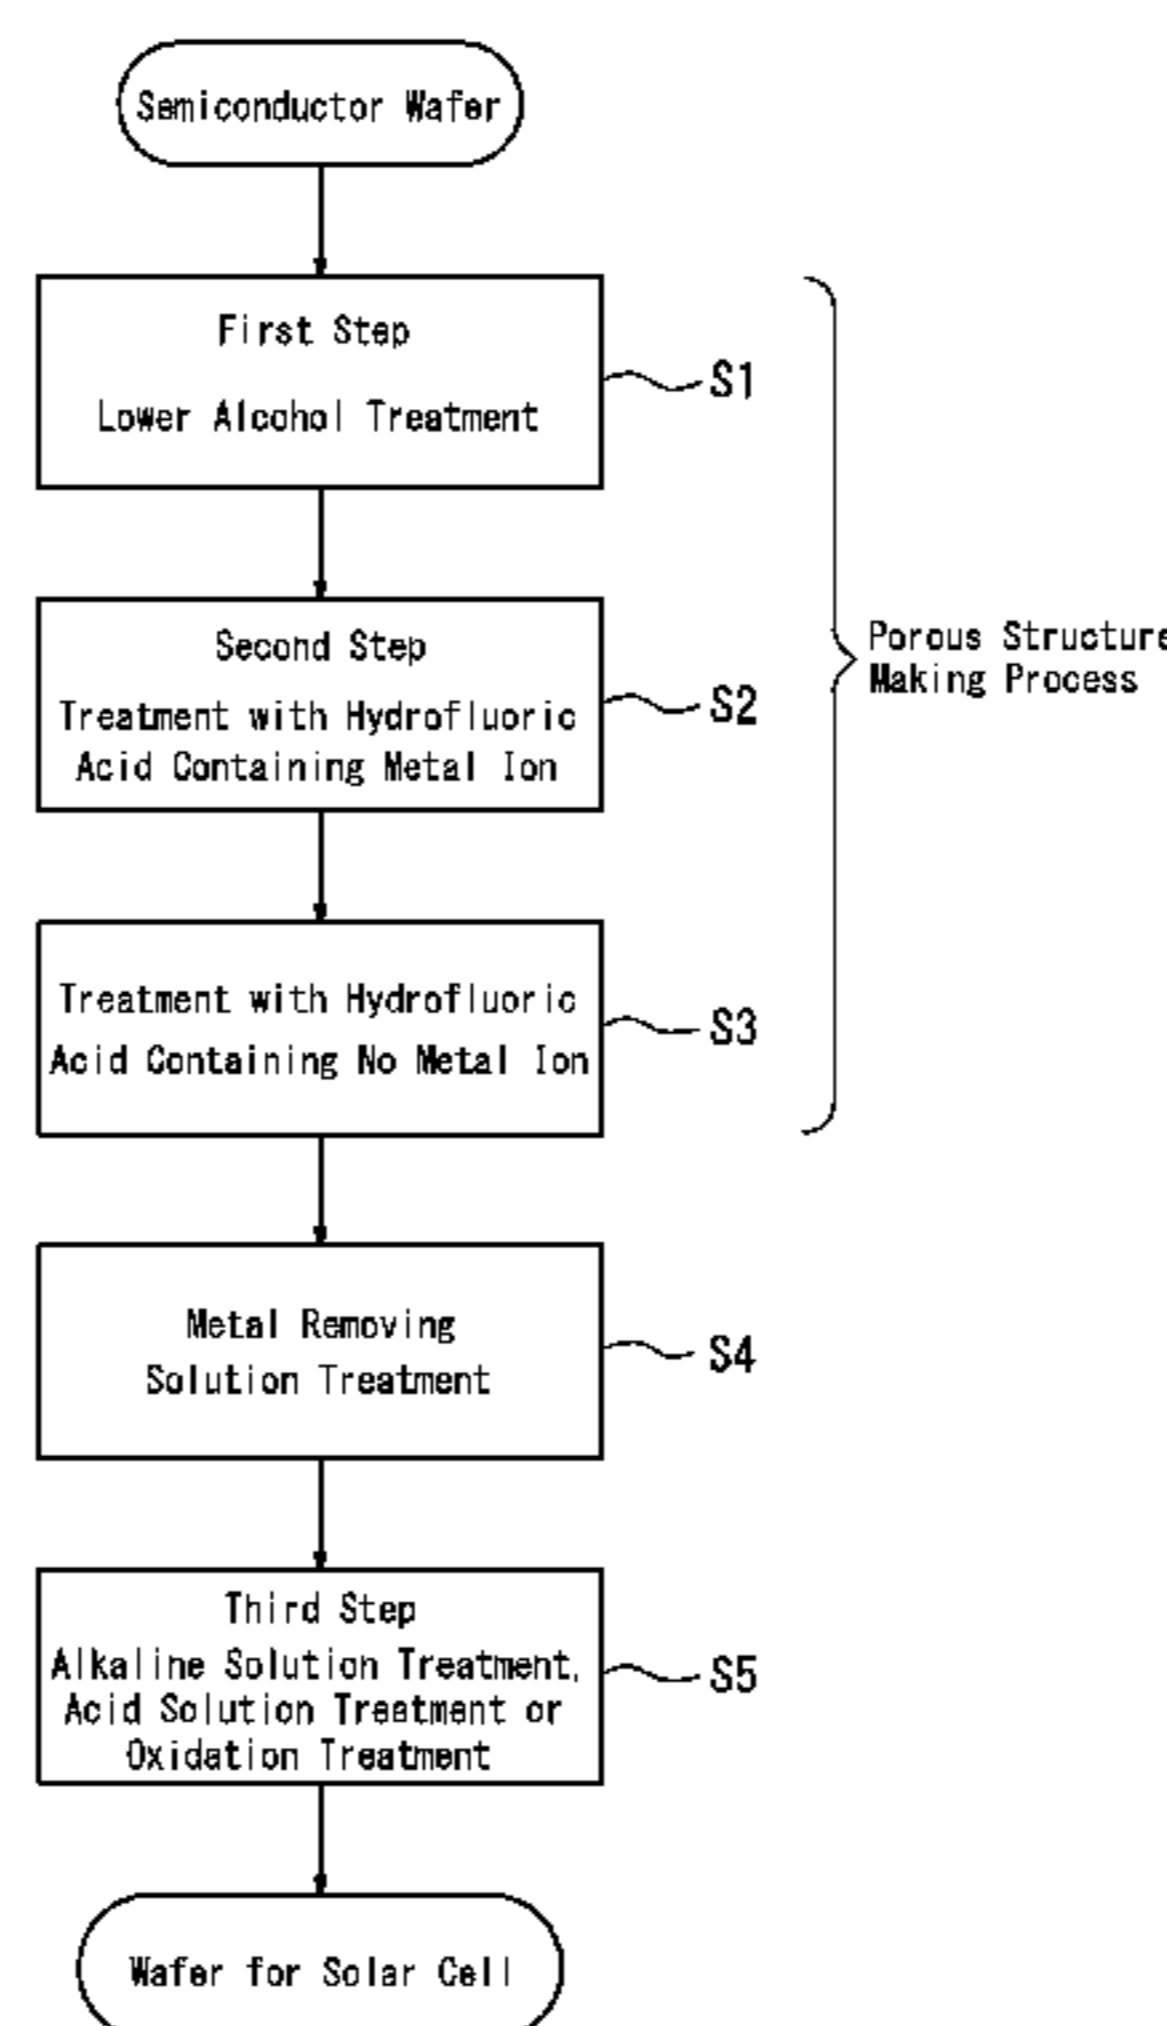 Semiconductor Wafer
First Step
Lower Alcohol Treatment
S1
Second Step
Treatment with Hydrofluoric
Acid Containing Metal Ion
S2
Porous Structure
Making Process
Treatment with Hydrofluoric
Acid Containing No Metal Ion
S3
Metal Removing
Solution Treatment
S4
Third Step
Alkaline Solution Treatment,
Acid Solution Treatment or
Oxidation Treatment
S5
Wafer for Solar Cell